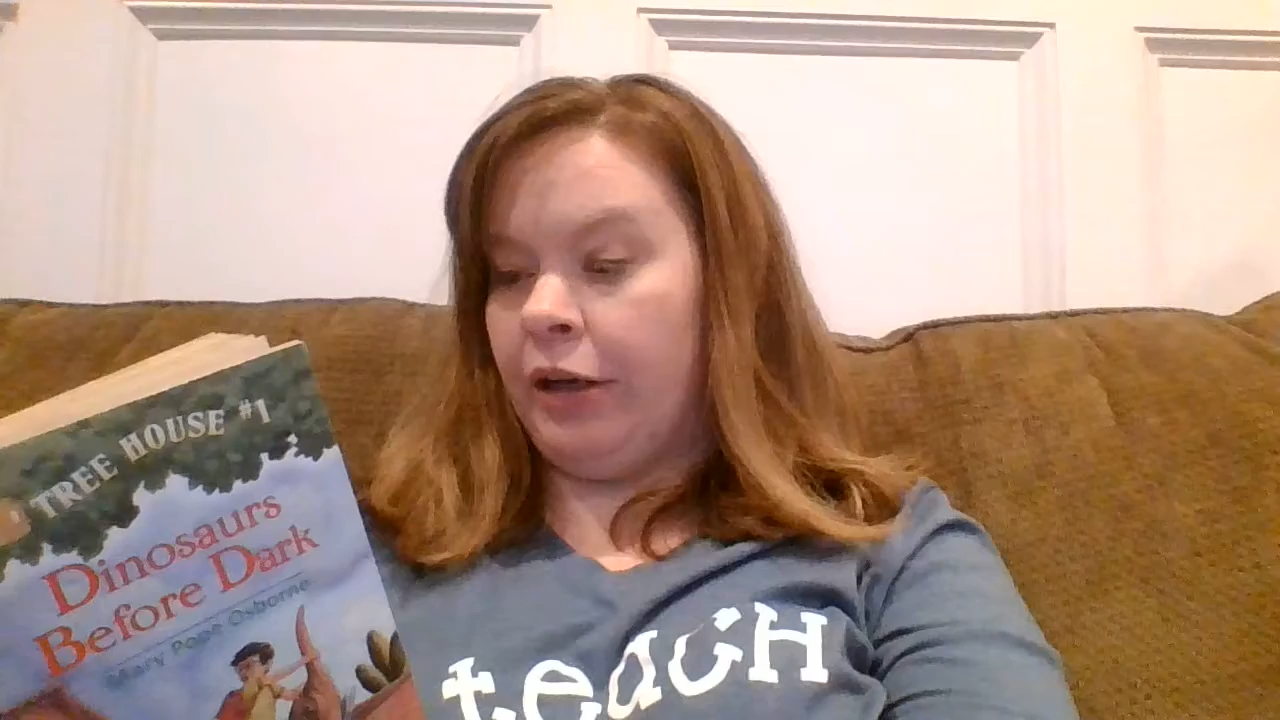 TREE HOUSE #1
Dinosaurs
Before Dark
Mary Pope Osborne
teacH